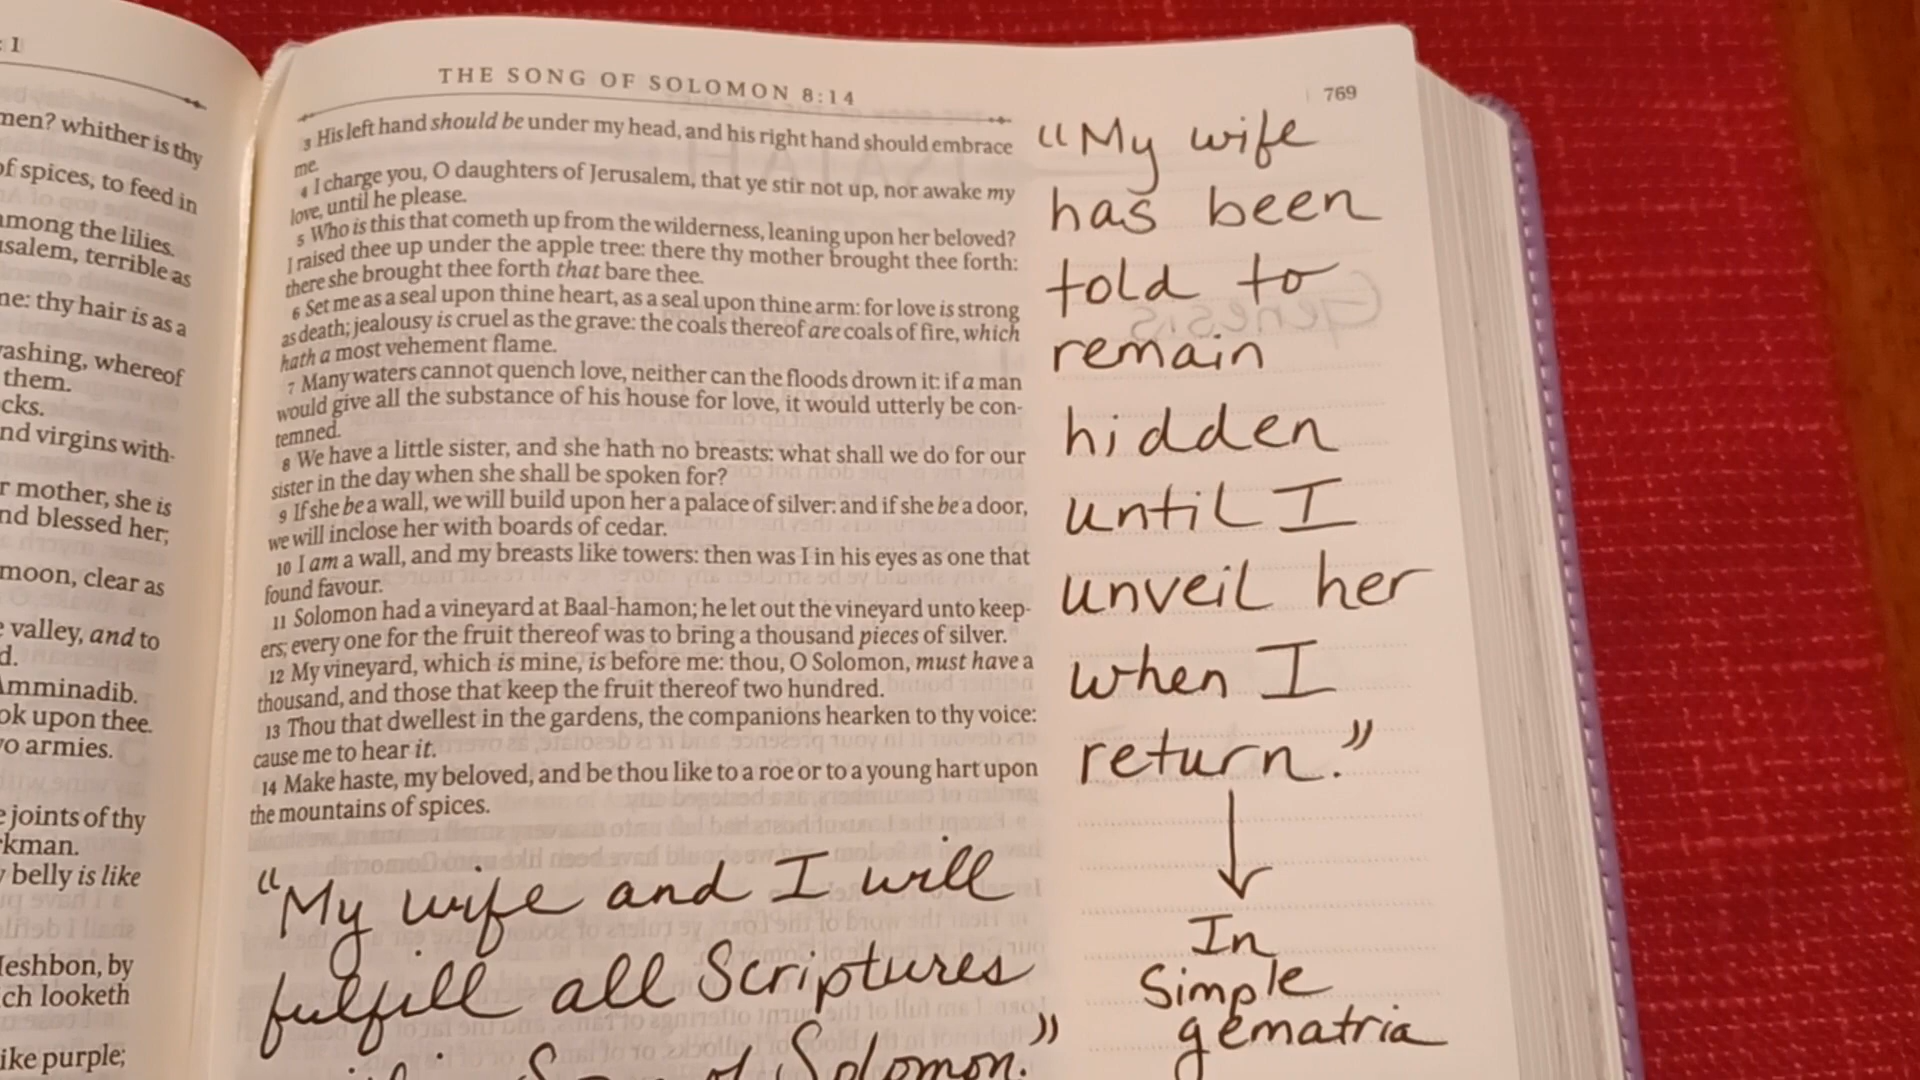 : 1
men? whither is thy
of spices, to feed in
among the lilies.
usalem, terrible as
me: thy hair is as a
washing, whereof
them.
cks.
nd virgins with-
r mother, she is
nd blessed her;
moon, clear as
e valley, and to
d.
Amminadib.
ok upon thee.
vo armies.
e joints of thy
kman.
y belly is like
Heshbon, by
ch looketh
ike purple;
THE SONG OF SOLOMON 8:14
769
3 His left hand should be under my head, and his right hand should embrace
me.
4 I charge you, O daughters of Jerusalem, that ye stir not up, nor awake my
love, until he please.
5 Who is this that cometh up from the wilderness, leaning upon her beloved?
I raised thee up under the apple tree: there thy mother brought thee forth:
there she brought thee forth that bare thee.
6 Set me as a seal upon thine heart, as a seal upon thine arm: for love is strong
as death; jealousy is cruel as the grave: the coals thereof are coals of fire, which
hath a most vehement flame.
7 Many waters cannot quench love, neither can the floods drown it: if a man
would give all the substance of his house for love, it would utterly be con-
temned.
8 We have a little sister, and she hath no breasts: what shall we do for our
sister in the day when she shall be spoken for?
9 If she be a wall, we will build upon her a palace of silver: and if she be a door,
we will inclose her with boards of cedar.
10 I am a wall, and my breasts like towers: then was I in his eyes as one that
found favour.
11 Solomon had a vineyard at Baal-hamon; he let out the vineyard unto keep-
ers; every one for the fruit thereof was to bring a thousand pieces of silver.
12 My vineyard, which is mine, is before me: thou, O Solomon, must have a
thousand, and those that keep the fruit thereof two hundred.
13 Thou that dwellest in the gardens, the companions hearken to thy voice:
cause me to hear it.
14 Make haste, my beloved, and be thou like to a roe or to a young hart upon
the mountains of spices.
"My wife and I will
fulfill all Scriptures
Song of Solomon."
"My wife
has been
told to
remain
hidden
until I
unveil her
when I
return."
↓
In
Simple
gematria